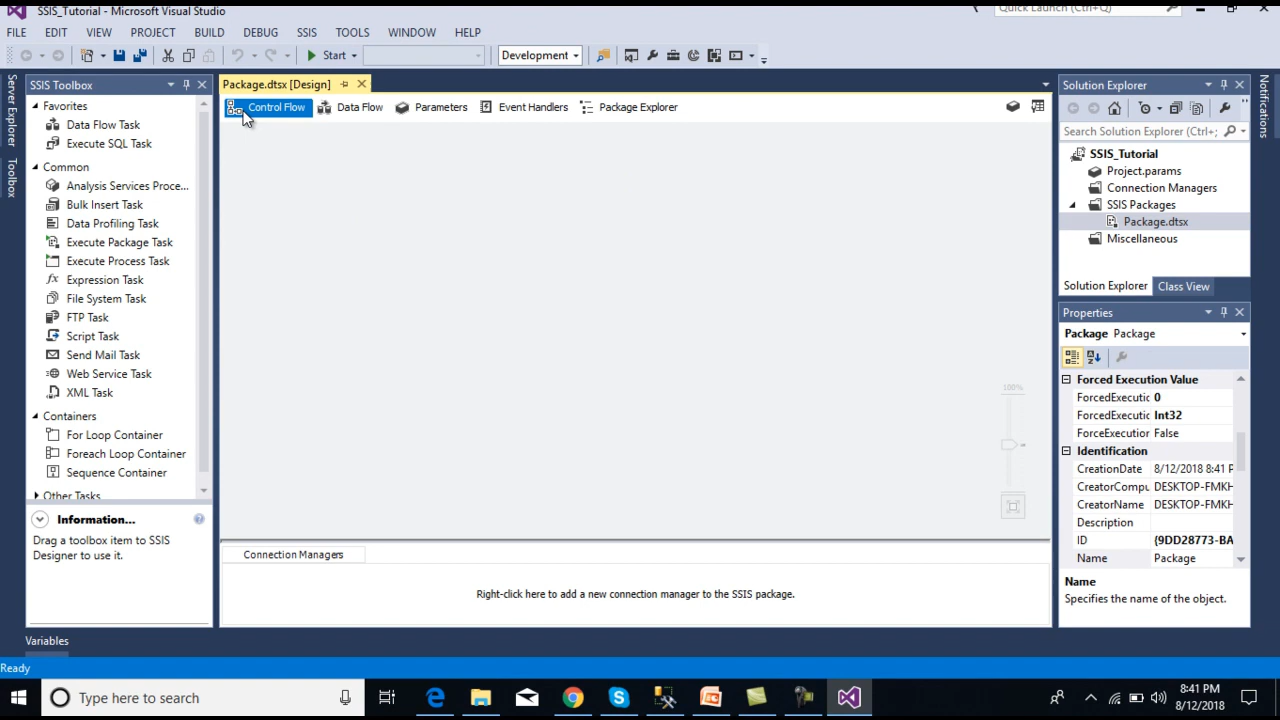 SSIS_Tutorial - Microsoft Visual Studio
Quick Launch (Ctrl+Q)
FILE EDIT VIEW PROJECT BUILD DEBUG SSIS TOOLS WINDOW HELP
Start
Development
Server Explorer
Toolbox
SSIS Toolbox
Favorites
Data Flow Task
Execute SQL Task
Common
Analysis Services Proce...
Bulk Insert Task
Data Profiling Task
Execute Package Task
Execute Process Task
Expression Task
File System Task
FTP Task
Script Task
Send Mail Task
Web Service Task
XML Task
Containers
For Loop Container
Foreach Loop Container
Sequence Container
Other Tasks
Information...
Drag a toolbox item to SSIS
Designer to use it.
Package.dtsx [Design]
Control Flow Data Flow Parameters Event Handlers Package Explorer
100%
Connection Managers
Right-click here to add a new connection manager to the SSIS package.
Solution Explorer
Search Solution Explorer (Ctrl+;
SSIS_Tutorial
Project.params
Connection Managers
SSIS Packages
Package.dtsx
Miscellaneous
Solution Explorer Class View
Properties
Package Package
Forced Execution Value
ForcedExecutic 0
ForcedExecutic Int32
ForceExecutior False
Identification
CreationDate 8/12/2018 8:41 P
CreatorCompu DESKTOP-FMKH
CreatorName DESKTOP-FMKH
Description
ID {9DD28773-BA
Name Package
Name
Specifies the name of the object.
Notifications
Variables
Ready
Type here to search
8:41 PM
8/12/2018